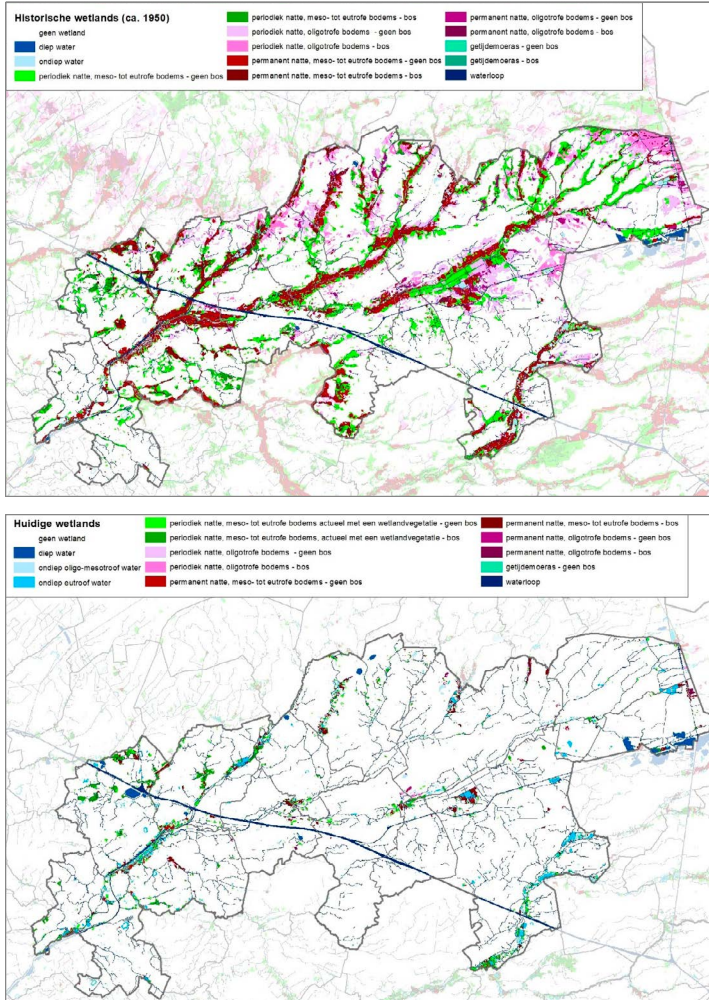 Historische wetlands (ca. 1950)
geen wetland
diep water
ondiep water
periodiek natte, meso- tot eutrofe bodems - geen bos
periodiek natte, meso- tot eutrofe bodems - bos
periodiek natte, oligotrofe bodems - geen bos
periodiek natte, oligotrofe bodems - bos
permanent natte, meso- tot eutrofe bodems - geen bos
permanent natte, meso- tot eutrofe bodems - bos
permanent natte, oligotrofe bodems - geen bos
permanent natte, oligotrofe bodems - bos
getijdemoeras - geen bos
getijdemoeras - bos
waterloop
Huidige wetlands
geen wetland
diep water
ondiep oligo-mesotroof water
ondiep eutroof water
periodiek natte, meso- tot eutrofe bodems actueel met een wetlandvegetatie - geen bos
periodiek natte, meso- tot eutrofe bodems, actueel met een wetlandvegetatie - bos
periodiek natte, oligotrofe bodems - geen bos
periodiek natte, oligotrofe bodems - bos
permanent natte, meso- tot eutrofe bodems - geen bos
permanent natte, meso- tot eutrofe bodems - bos
permanent natte, oligotrofe bodems - geen bos
permanent natte, oligotrofe bodems - bos
getijdemoeras - geen bos
waterloop